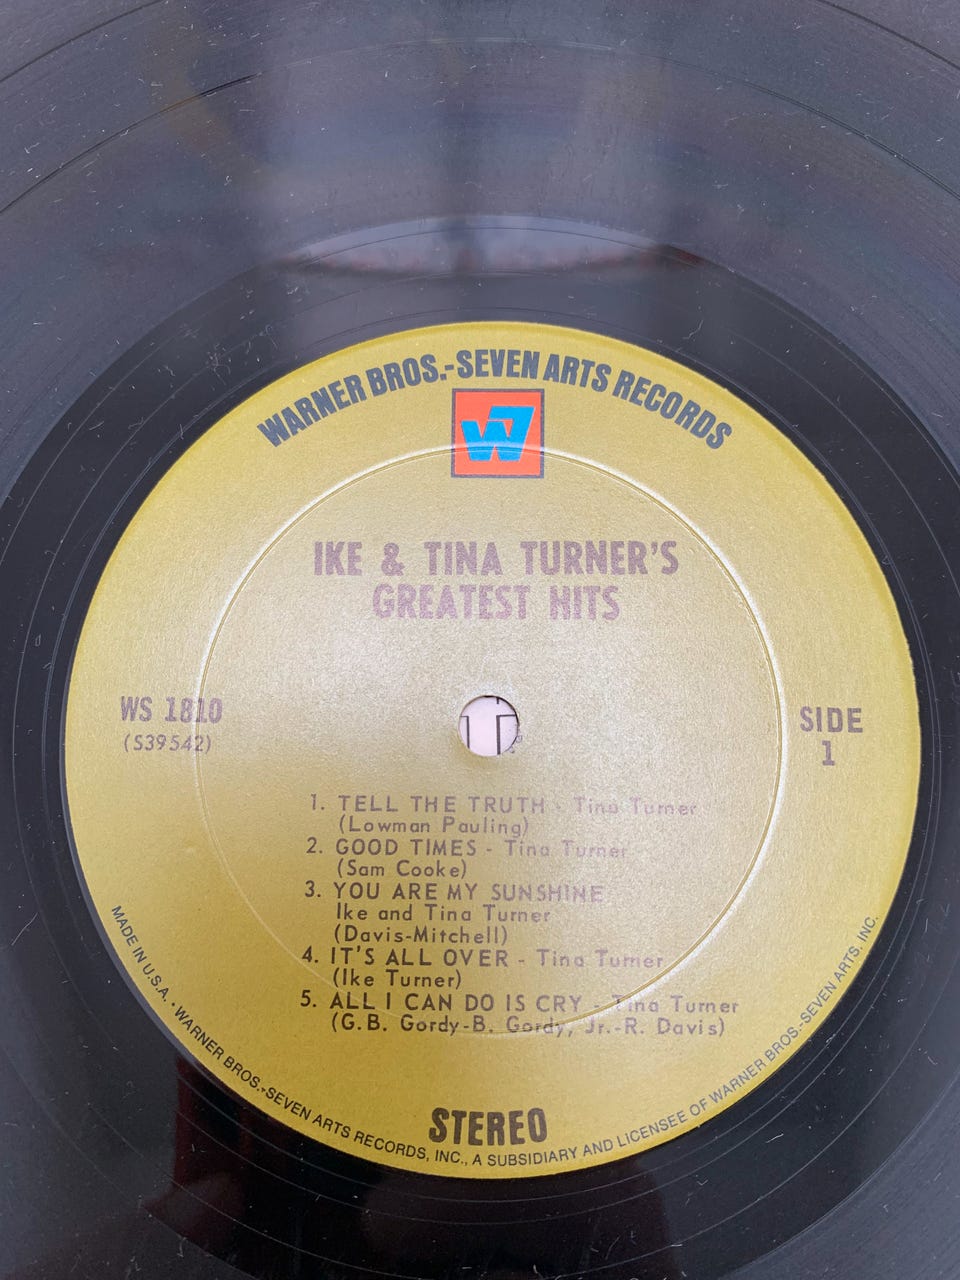 WARNER BROS.-SEVEN ARTS RECORDS
W7
IKE & TINA TURNER'S
GREATEST HITS
WS 1810
(S39542)
SIDE
1
1. TELL THE TRUTH - Tina Turner
(Lowman Pauling)
2. GOOD TIMES - Tina Turner
(Sam Cooke)
3. YOU ARE MY SUNSHINE
Ike and Tina Turner
(Davis-Mitchell)
4. IT'S ALL OVER - Tina Turner
(Ike Turner)
5. ALL I CAN DO IS CRY - Tina Turner
(G.B. Gordy-B. Gordy, Jr.-R. Davis)
STEREO
MADE IN U.S.A. • WARNER BROS.-SEVEN ARTS RECORDS, INC., A SUBSIDIARY AND LICENSEE OF WARNER BROS.-SEVEN ARTS, INC.